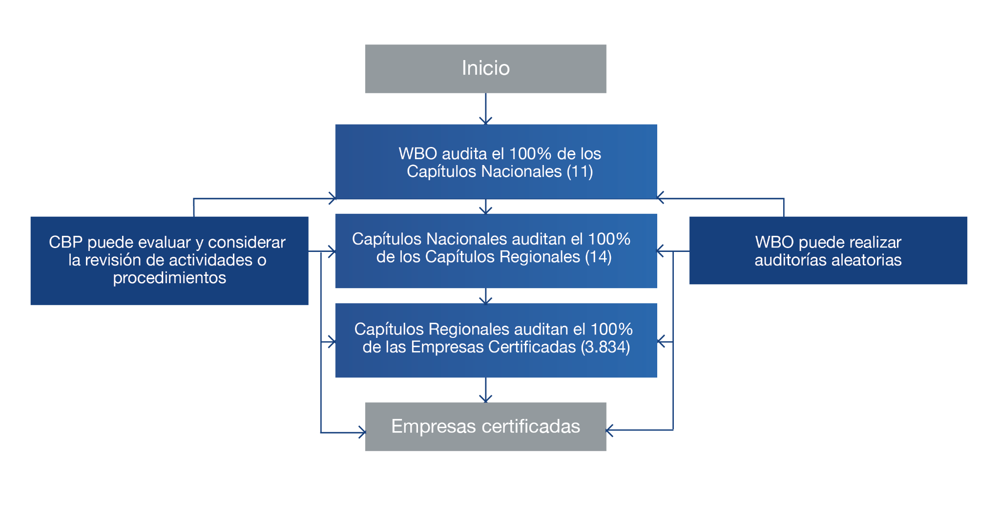 Inicio
WBO audita el 100% de los
Capítulos Nacionales (11)
CBP puede evaluar y considerar
la revisión de actividades o
procedimientos
Capítulos Nacionales auditan el 100%
de los Capítulos Regionales (14)
WBO puede realizar
auditorías aleatorias
Capítulos Regionales auditan el 100%
de las Empresas Certificadas (3.834)
Empresas certificadas